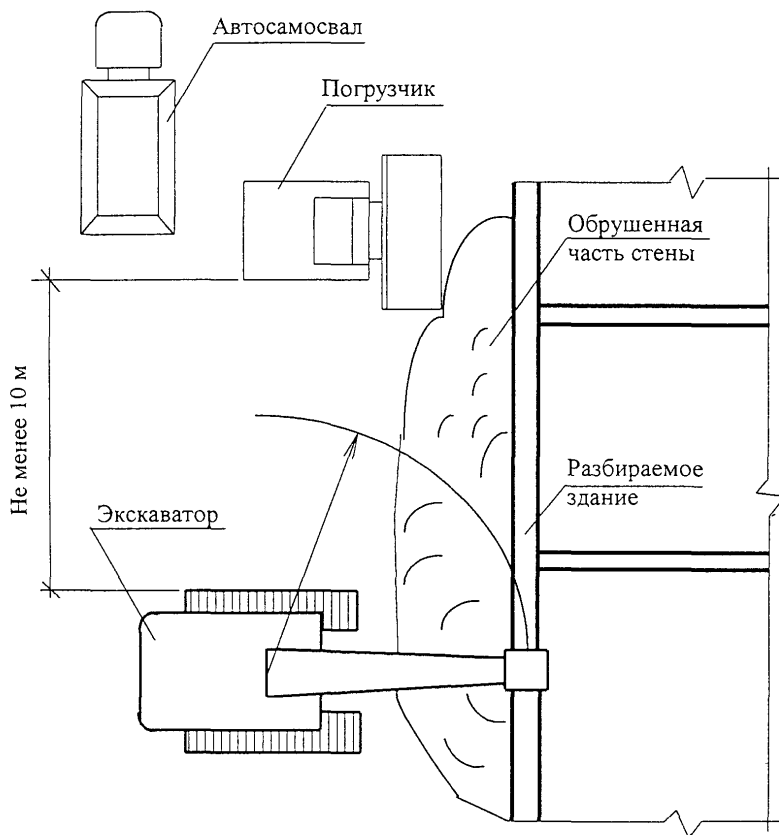 Автосамосвал
Погрузчик
Обрушенная
часть стены
Не менее 10 м
Разбираемое
здание
Экскаватор